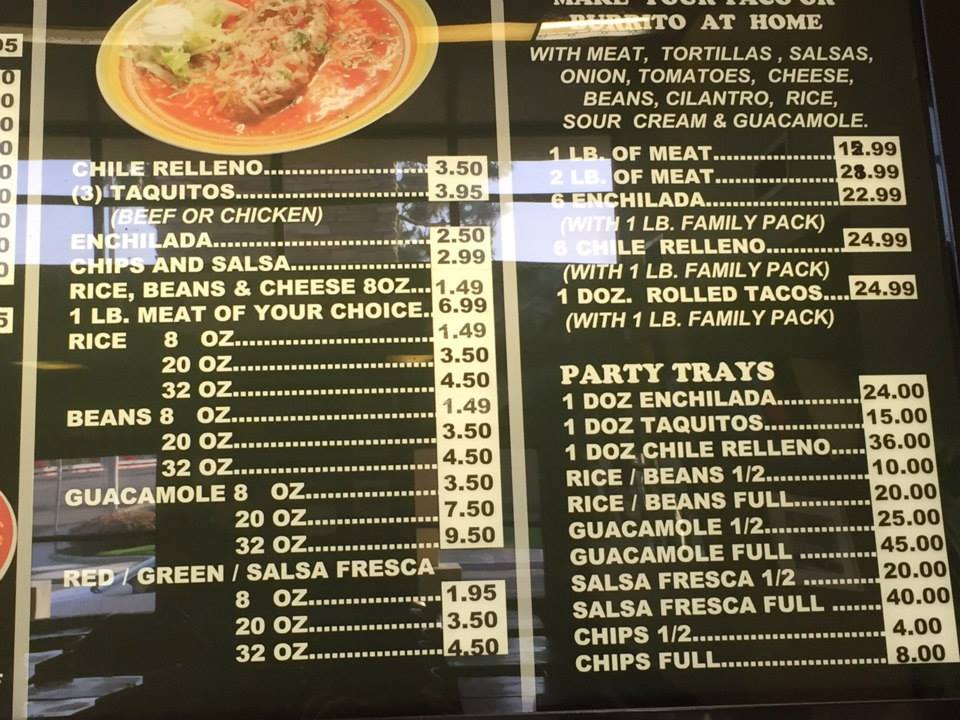 CHILE RELLENO.................... 3.50
(3) TAQUITOS........................ 3.95
(BEEF OR CHICKEN)
ENCHILADA........................... 2.50
CHIPS AND SALSA.................. 2.99
RICE, BEANS & CHEESE 8OZ... 1.49
1 LB. MEAT OF YOUR CHOICE.. 6.99
RICE 8 OZ........................ 1.49
20 OZ........................ 3.50
32 OZ........................ 4.50
BEANS 8 OZ........................ 1.49
20 OZ........................ 3.50
32 OZ........................ 4.50
GUACAMOLE 8 OZ............... 3.50
20 OZ............... 7.50
32 OZ............... 9.50
RED / GREEN / SALSA FRESCA
8 OZ............... 1.95
20 OZ............... 3.50
32 OZ............... 4.50
MAKE YOUR TACO OR
BURRITO AT HOME
WITH MEAT, TORTILLAS , SALSAS,
ONION, TOMATOES, CHEESE,
BEANS, CILANTRO, RICE,
SOUR CREAM & GUACAMOLE.
1 LB. OF MEAT..................
2 LB. OF MEAT..................
6 ENCHILADA................... 22.99
(WITH 1 LB. FAMILY PACK)
6 CHILE RELLENO........... 24.99
(WITH 1 LB. FAMILY PACK)
1 DOZ. ROLLED TACOS.... 24.99
(WITH 1 LB. FAMILY PACK)
PARTY TRAYS
1 DOZ ENCHILADA............ 24.00
1 DOZ TAQUITOS.............. 15.00
1 DOZ CHILE RELLENO..... 36.00
RICE / BEANS 1/2.............. 10.00
RICE / BEANS FULL........... 20.00
GUACAMOLE 1/2............... 25.00
GUACAMOLE FULL ........... 45.00
SALSA FRESCA 1/2 ........... 20.00
SALSA FRESCA FULL ....... 40.00
CHIPS 1/2.......................... 4.00
CHIPS FULL....................... 8.00